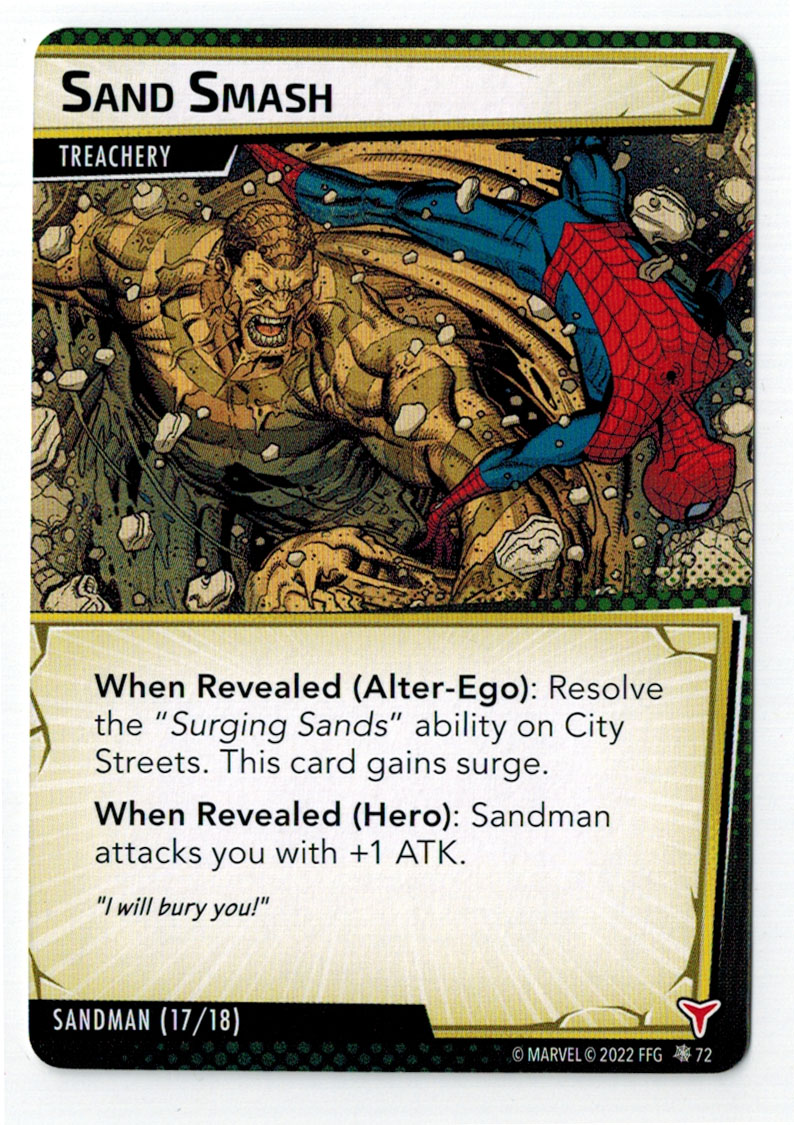 SAND SMASH
TREACHERY
When Revealed (Alter-Ego): Resolve
the "Surging Sands" ability on City
Streets. This card gains surge.
When Revealed (Hero): Sandman
attacks you with +1 ATK.
"I will bury you!"
SANDMAN (17/18)
© MARVEL © 2022 FFG 72